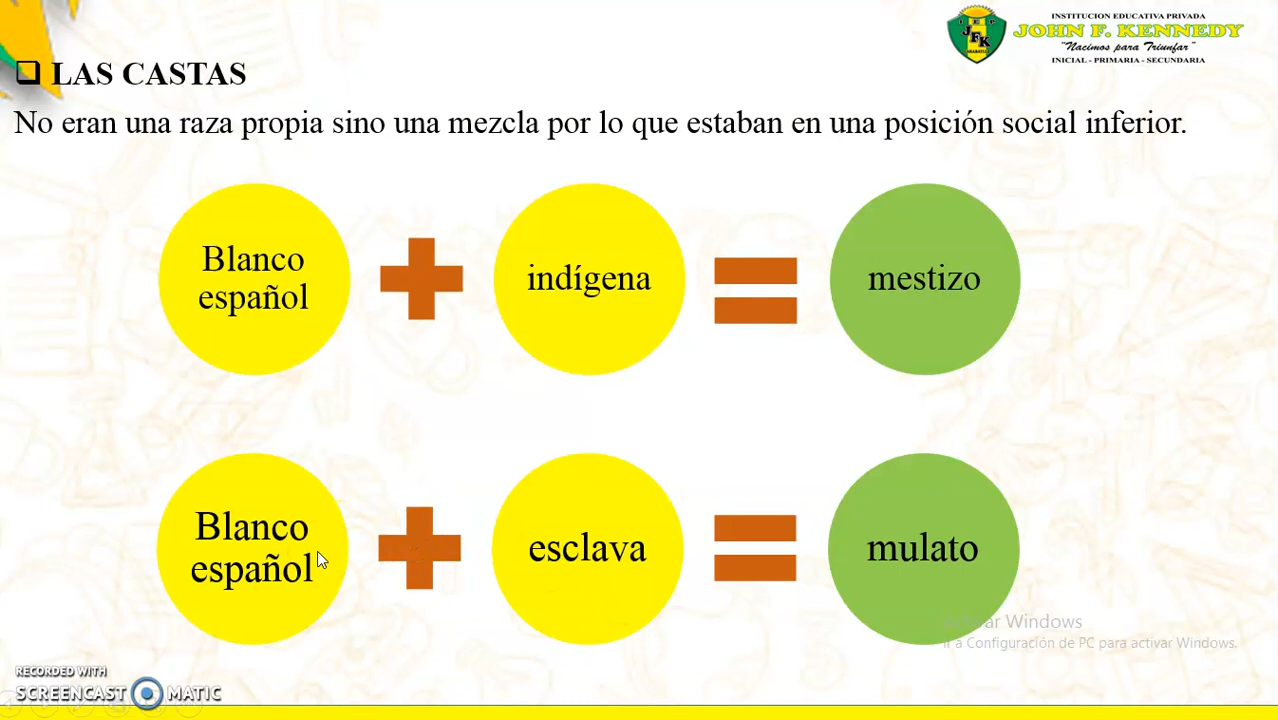 INSTITUCION EDUCATIVA PRIVADA
JOHN F. KENNEDY
"Nacimos para Triunfar"
INICIAL - PRIMARIA - SECUNDARIA
I E P
JFK
LAS CASTAS
No eran una raza propia sino una mezcla por lo que estaban en una posición social inferior.
Blanco
español
indígena
mestizo
Blanco
español
esclava
mulato
Activar Windows
Ir a Configuración de PC para activar Windows.
RECORDED WITH
SCREENCAST MATIC